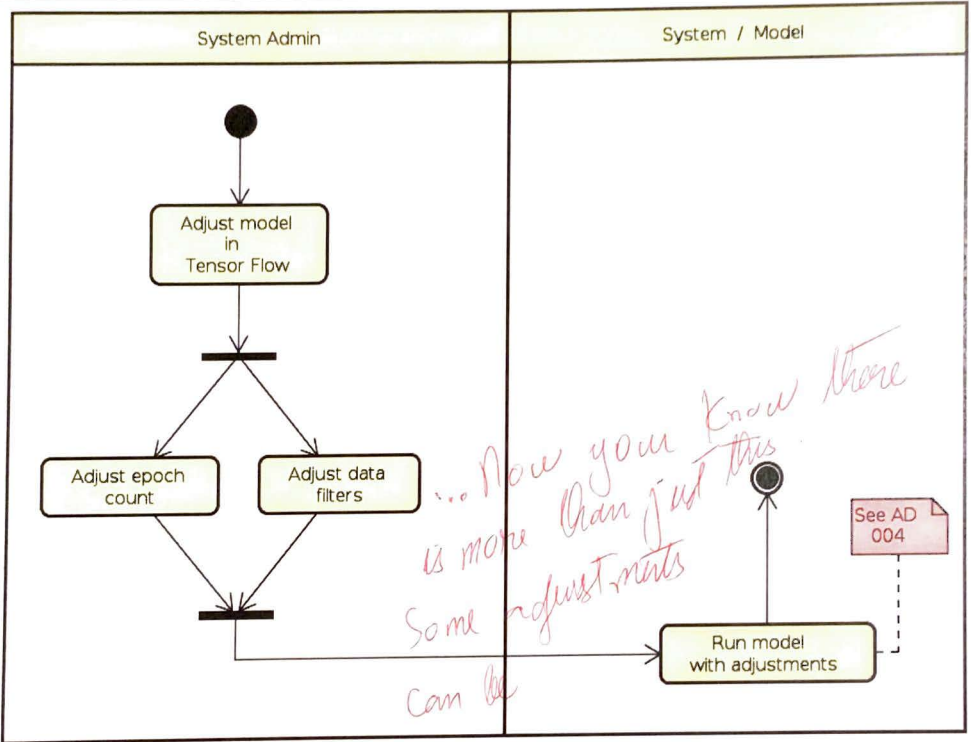 System Admin
System / Model
Adjust model
in
Tensor Flow
Adjust epoch
count
Adjust data
filters
... Now your know there
is more than just this
Some adjustments
can be
See AD
004
Run model
with adjustments